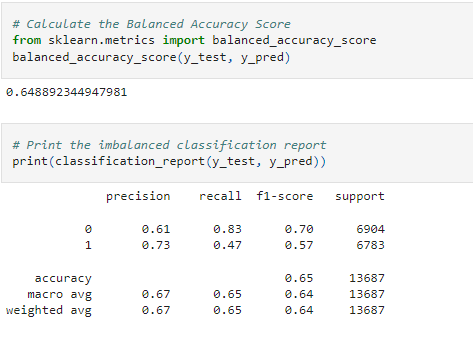 # Calculate the Balanced Accuracy Score
from sklearn.metrics import balanced_accuracy_score
balanced_accuracy_score(y_test, y_pred)
0.648892344947981
# Print the imbalanced classification report
print(classification_report(y_test, y_pred))
precision recall f1-score support
0 0.61 0.83 0.70 6904
1 0.73 0.47 0.57 6783
accuracy 0.65 13687
macro avg 0.67 0.65 0.64 13687
weighted avg 0.67 0.65 0.64 13687